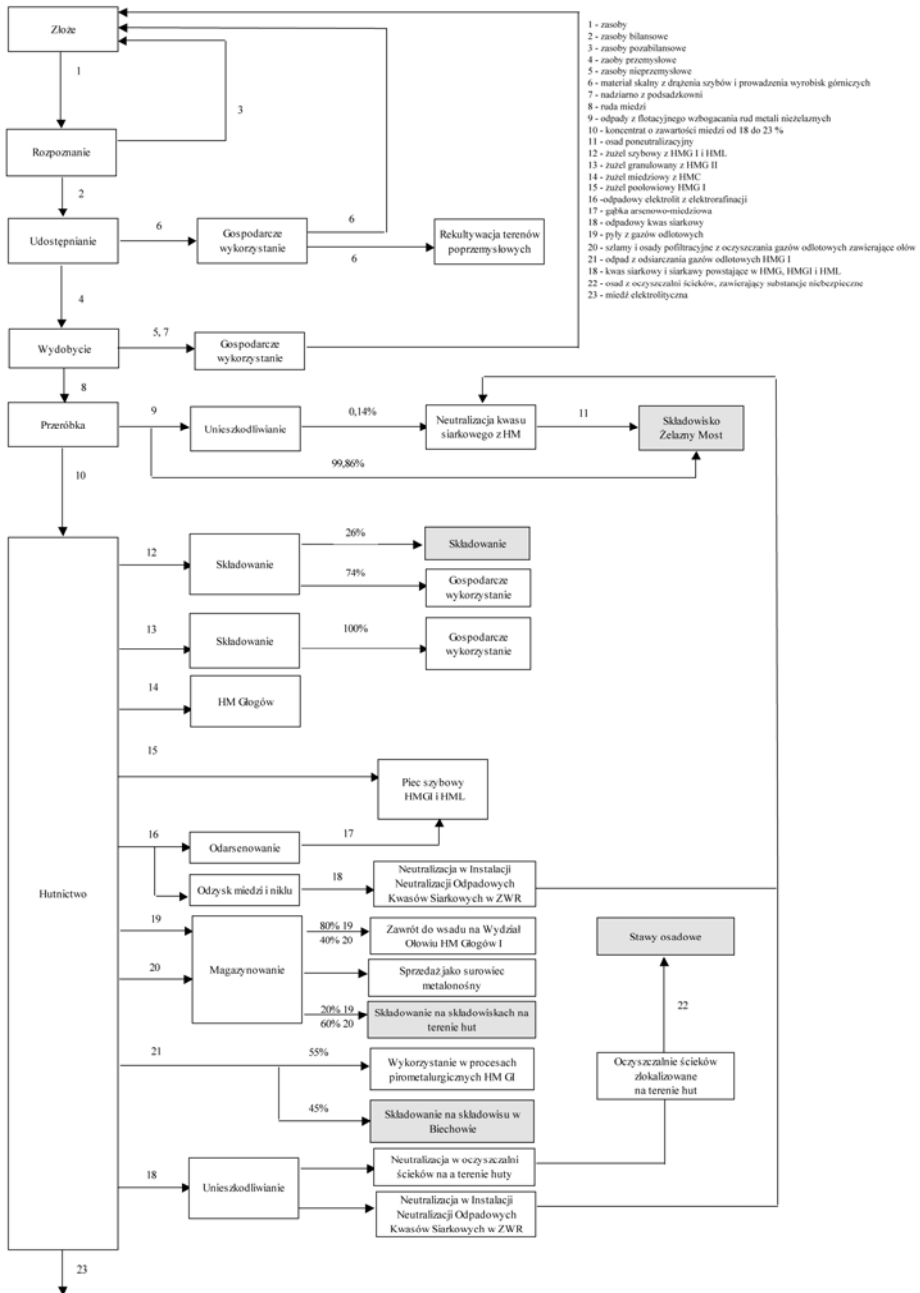 Złoże
1
3
Rozpoznanie
2
Udostępnianie
6
Gospodarcze
wykorzystanie
6
6
Rekultywacja terenów
poprzemysłowych
4
Wydobycie
5, 7
Gospodarcze
wykorzystanie
8
Przeróbka
9
Unieszkodliwianie
0,14%
Neutralizacja kwasu
siarkowego z HM
11
Składowisko
Żelazny Most
99,86%
10
1 - zasoby
2 - zasoby bilansowe
3 - zasoby pozabilansowe
4 - zaoby przemysłowe
5 - zasoby nieprzemysłowe
6 - materiał skalny z drążenia szybów i prowadzenia wyrobisk górniczych
7 - nadziarno z podsadzkowni
8 - ruda miedzi
9 - odpady z flotacyjnego wzbogacania rud metali nieżelaznych
10 - koncentrat o zawartości miedzi od 18 do 23 %
11 - osad poneutralizacyjny
12 - żużel szybowy z HMG I i HML
13 - żużel granulowany z HMG II
14 - żużel miedziowy z HMC
15 - żużel poołowiowy HMG I
16 -odpadowy elektrolit z elektrorafinacji
17 - gąbka arsenowo-miedziowa
18 - odpadowy kwas siarkowy
19 - pyły z gazów odlotowych
20 - szlamy i osady pofiltracyjne z oczyszczania gazów odlotowych zawierające ołów
21 - odpad z odsiarczania gazów odlotowych HMG I
18 - kwas siarkowy i siarkawy powstające w HMG, HMGI i HML
22 -osad z oczyszczalni ścieków, zawierający substancje niebezpieczne
23 - miedź elektrolityczna
Hutnictwo
12
Składowanie
26%
Składowanie
74%
Gospodarcze
wykorzystanie
13
Składowanie
100%
Gospodarcze
wykorzystanie
14
HM Głogów
15
Piec szybowy
HMGI i HML
16
Odarsenowanie
17
Odzysk miedzi i niklu
18
Neutralizacja w Instalacji
Neutralizacji Odpadowych
Kwasów Siarkowych w ZWR
19
20
Magazynowanie
80% 19
40% 20
Zawrót do wsadu na Wydział
Ołowiu HM Głogów I
Sprzedaż jako surowiec
metalonośny
20% 19
60% 20
Składowanie na składowiskach na
terenie hut
Stawy osadowe
22
Oczyszczalnie ścieków
zlokalizowane
na terenie hut
21
55%
Wykorzystanie w procesach
pirometalurgicznych HM GI
45%
Składowanie na składowisu w
Biechowie
18
Unieszkodliwianie
Neutralizacja w oczyszczalni
ścieków na a terenie huty
Neutralizacja w Instalacji
Neutralizacji Odpadowych
Kwasów Siarkowych w ZWR
23